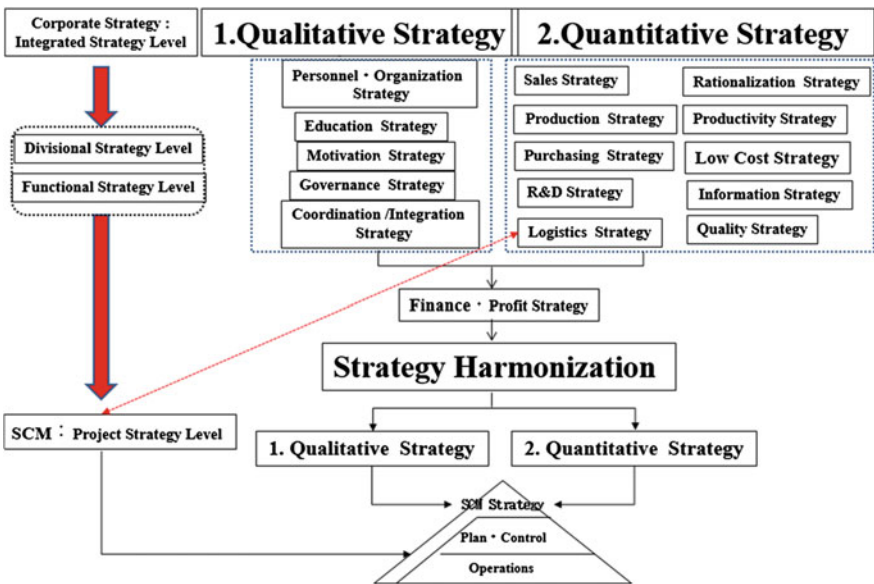 Corporate Strategy :
Integrated Strategy Level
1.Qualitative Strategy
2.Quantitative Strategy
Personnel・Organization
Strategy
Education Strategy
Motivation Strategy
Governance Strategy
Coordination /Integration
Strategy
Sales Strategy
Rationalization Strategy
Production Strategy
Productivity Strategy
Purchasing Strategy
Low Cost Strategy
R&D Strategy
Information Strategy
Logistics Strategy
Quality Strategy
Divisional Strategy Level
Functional Strategy Level
Finance・Profit Strategy
Strategy Harmonization
SCM：Project Strategy Level
1. Qualitative Strategy
2. Quantitative Strategy
SCM Strategy
Plan・Control
Operations